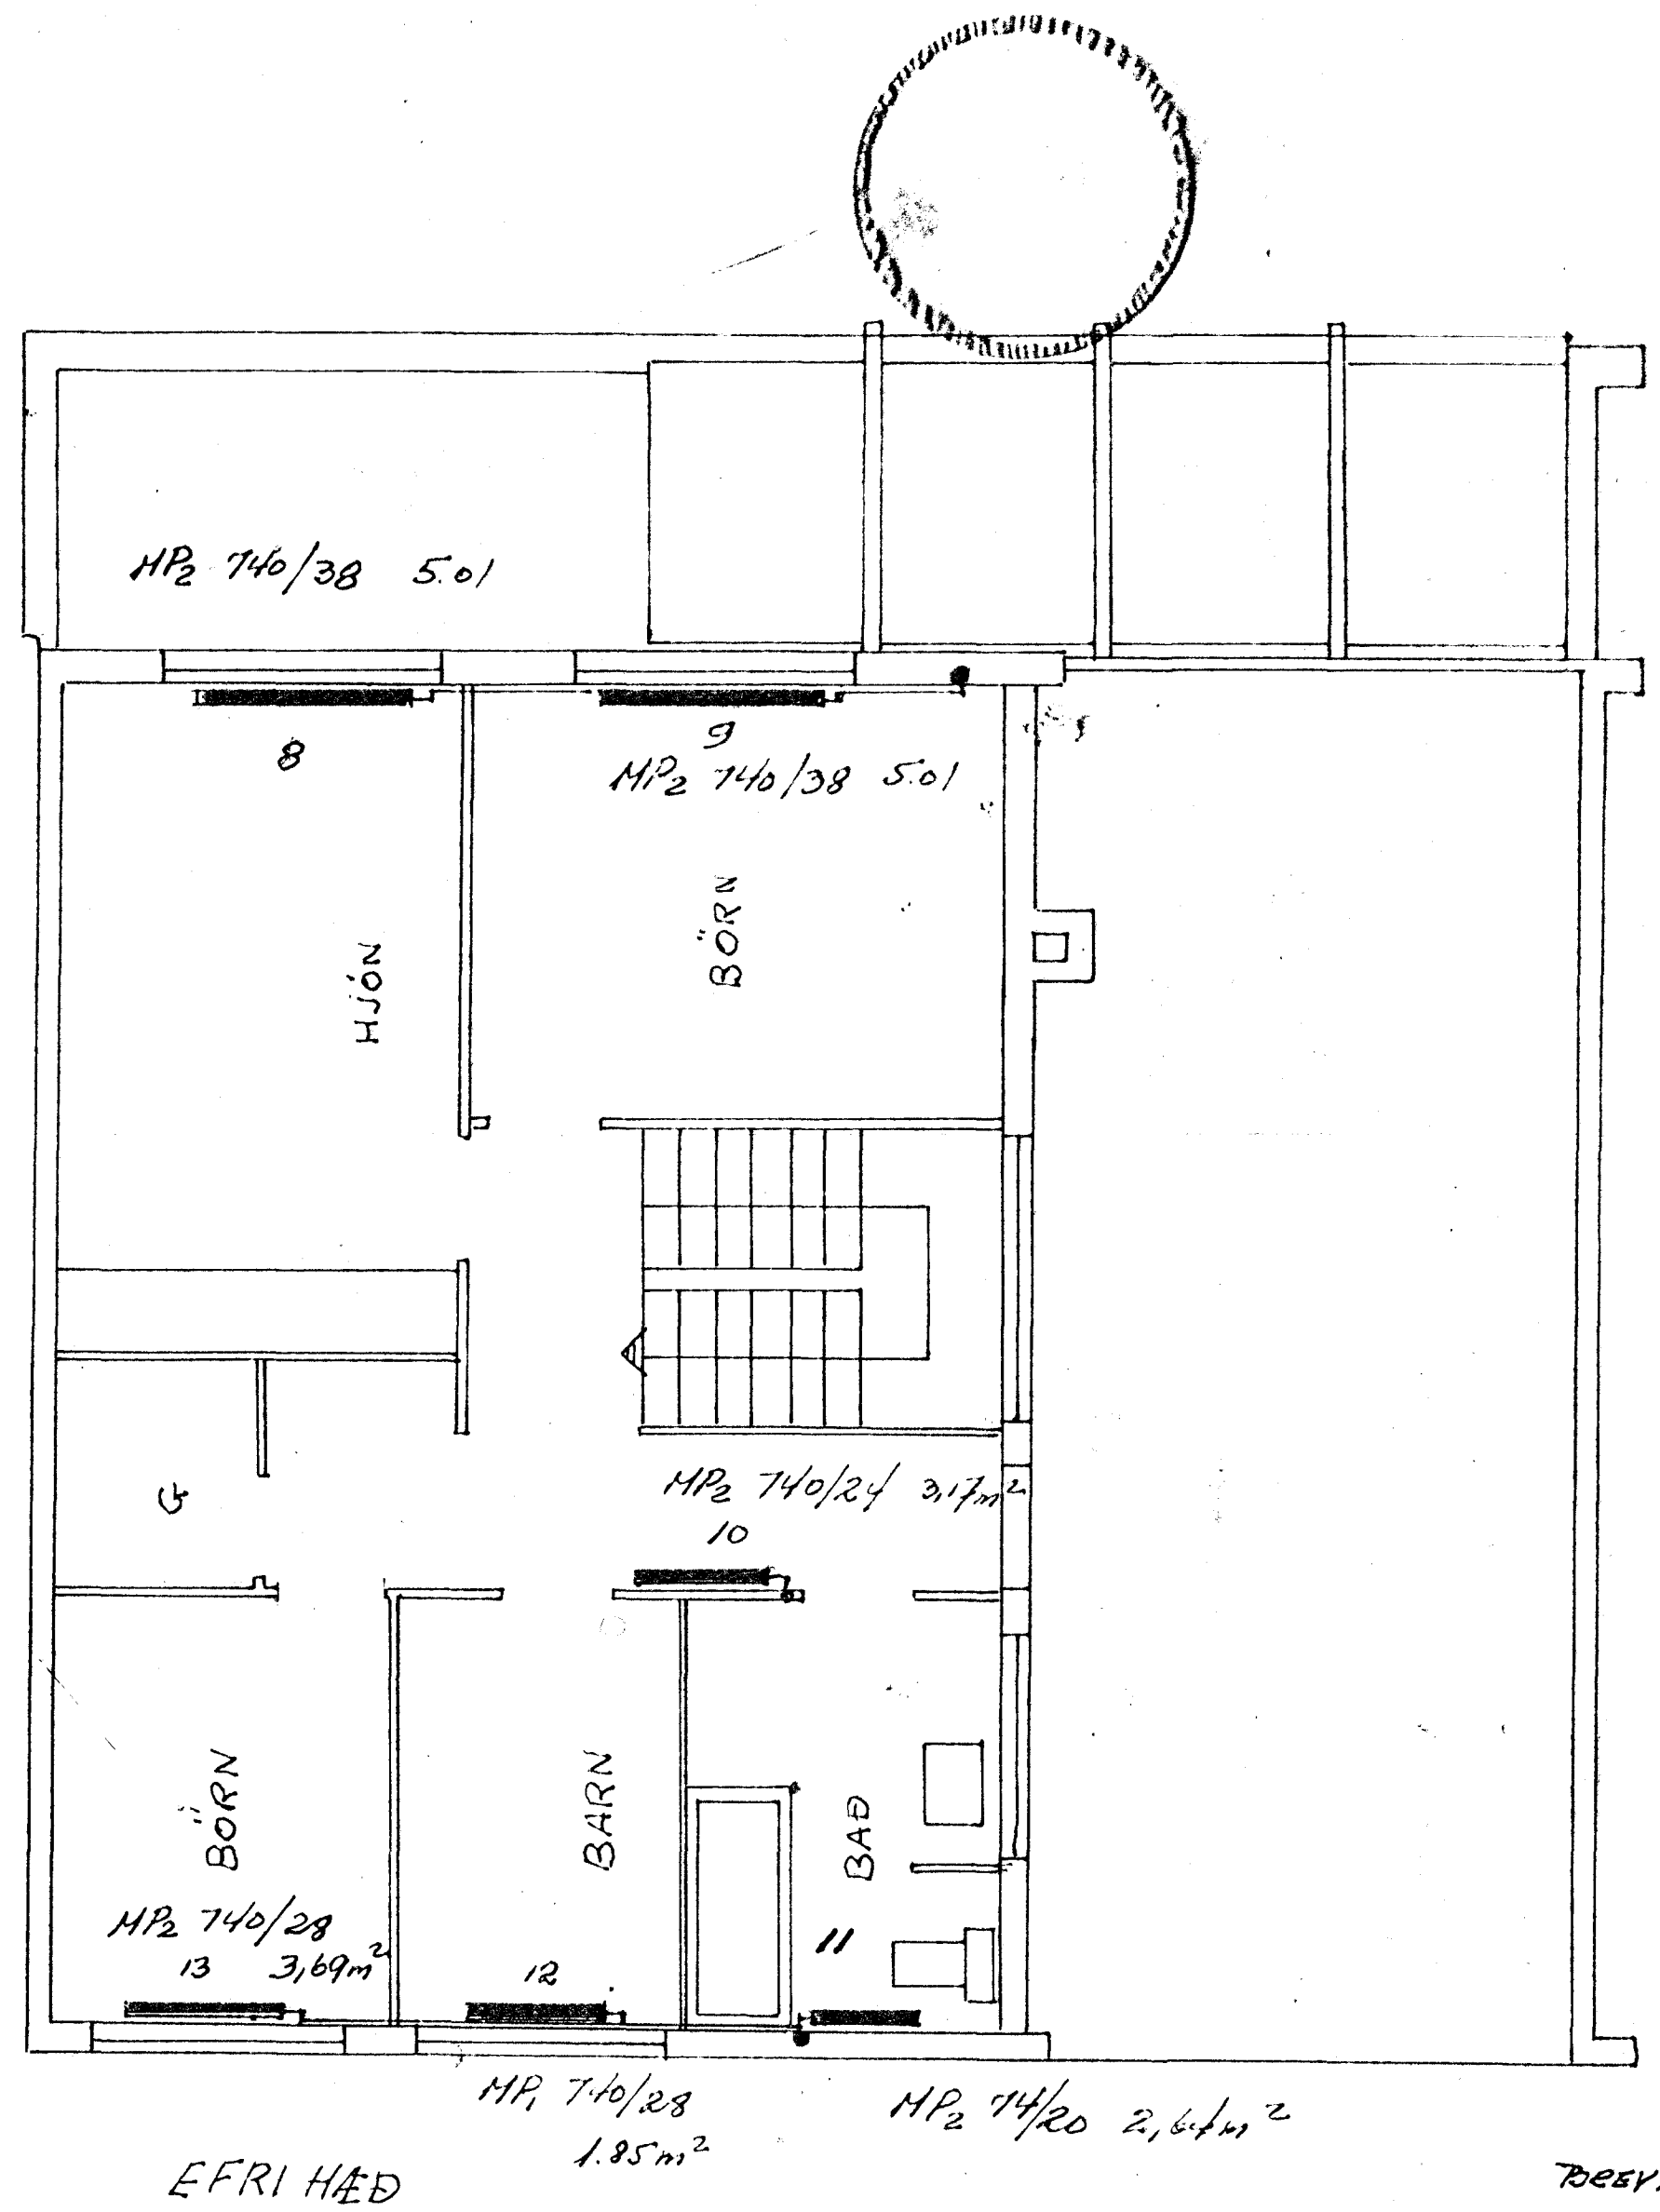 MP2 740/38 5.01
8
9
MP2 740/38 5.01
HJÓN
BÖRN
MP2 740/24 3,17m²
10
G
BÖRN
BARN
BAÐ
MP2 740/28
13 3,69m²
12
11
MP1 740/28
1.85m²
MP2 74/20 2,64m²
EFRI HÆÐ